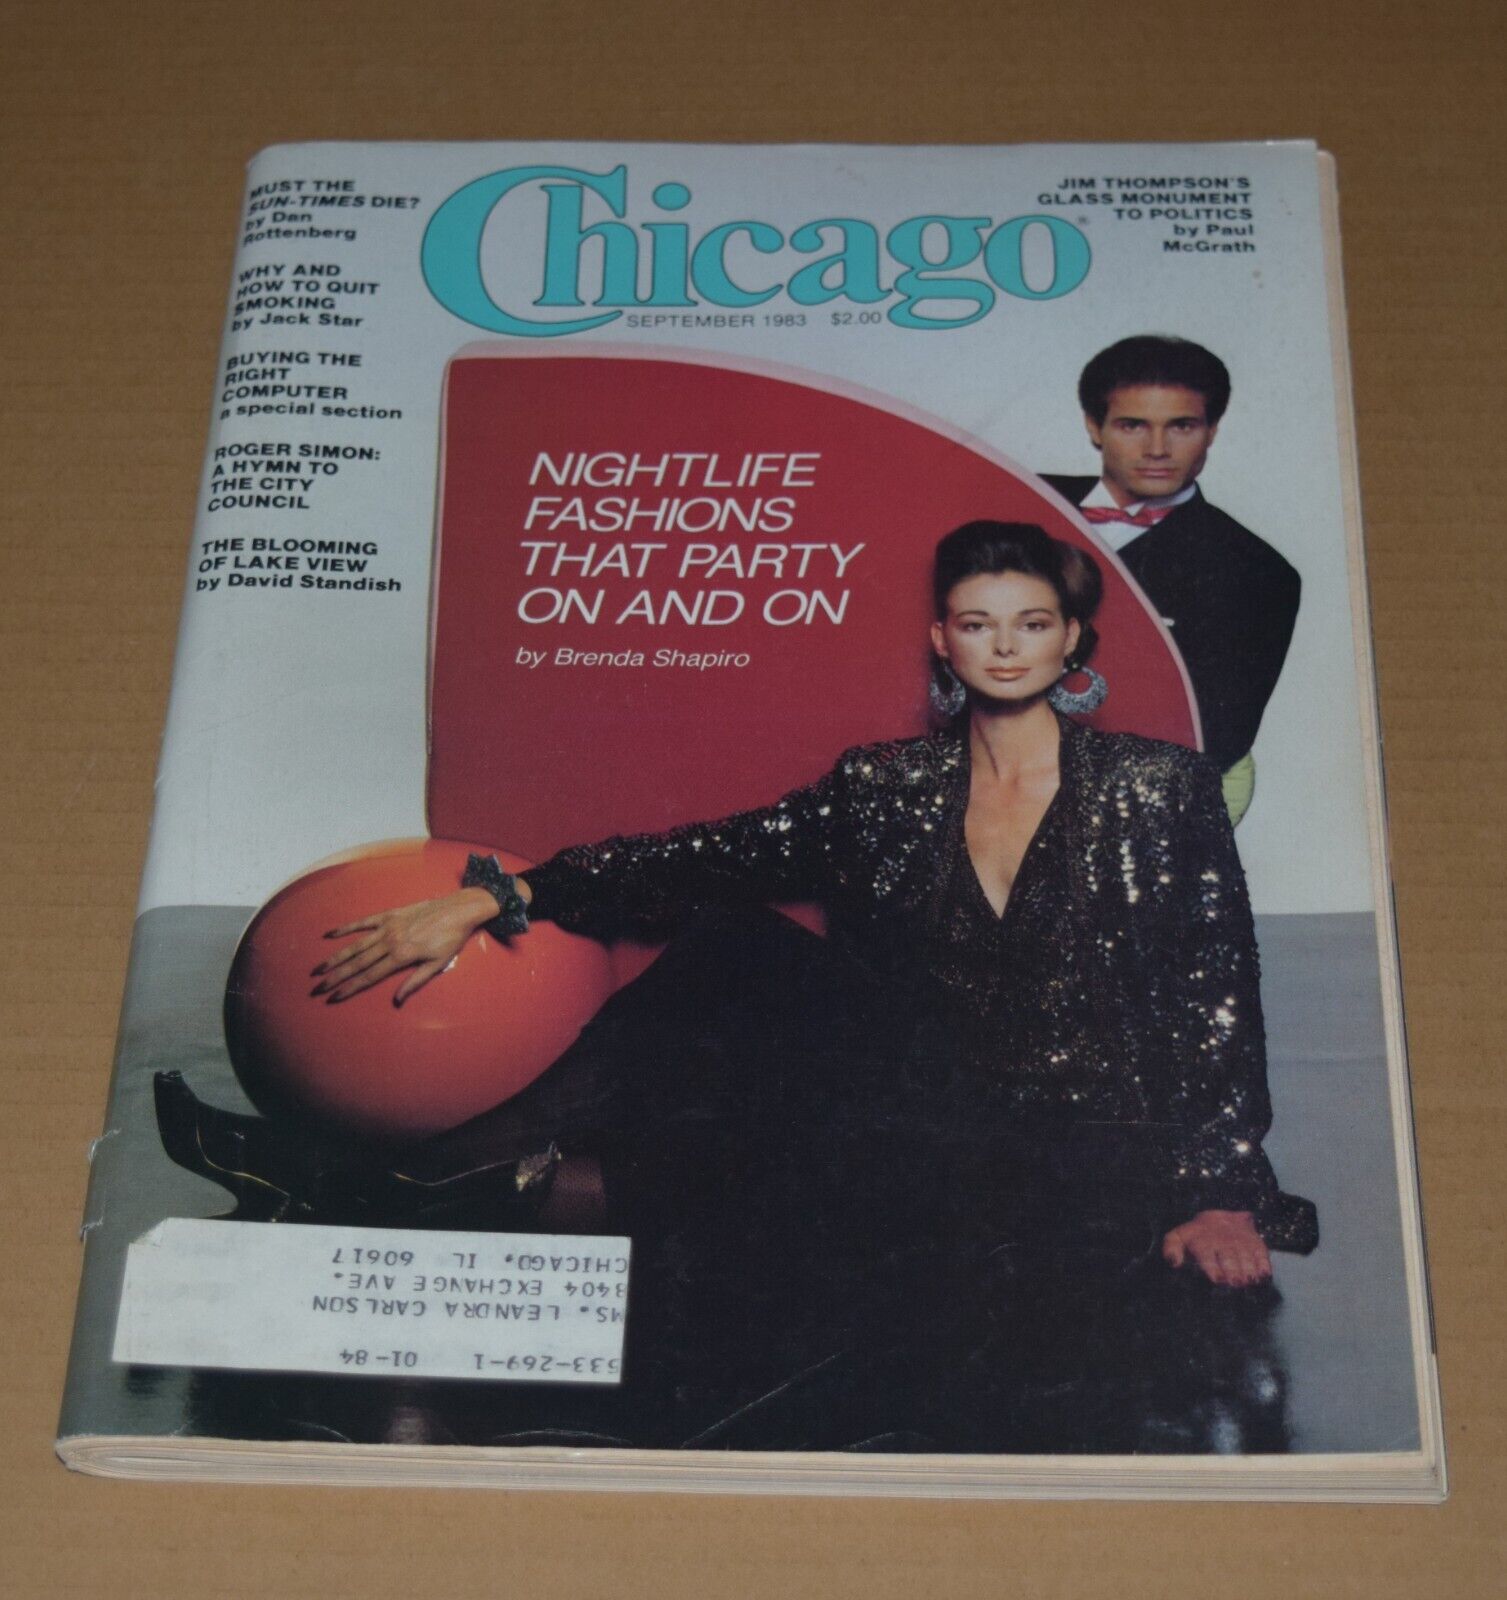 MUST THE
SUN-TIMES DIE?
by Dan
Rottenberg
WHY AND
HOW TO QUIT
SMOKING
by Jack Star
BUYING THE
RIGHT
COMPUTER
a special section
ROGER SIMON:
A HYMN TO
THE CITY
COUNCIL
THE BLOOMING
OF LAKE VIEW
by David Standish
Chicago®
SEPTEMBER 1983 $2.00
JIM THOMPSON'S
GLASS MONUMENT
TO POLITICS
by Paul
McGrath
NIGHTLIFE
FASHIONS
THAT PARTY
ON AND ON
by Brenda Shapiro
533-269-1 01-84
MS. LEANDRA CARLSON
8404 EXCHANGE AVE.
CHICAGO, IL 60617